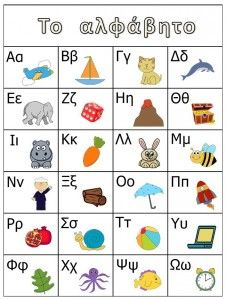 Το αλφάβητο
Αα Ββ Γγ Δδ
Εε Ζζ Ηη Θθ
Ιι Κκ Λλ Μμ
Νν Ξξ Οο Ππ
Ρρ Σσ Ττ Υυ
Φφ Χχ Ψψ Ωω